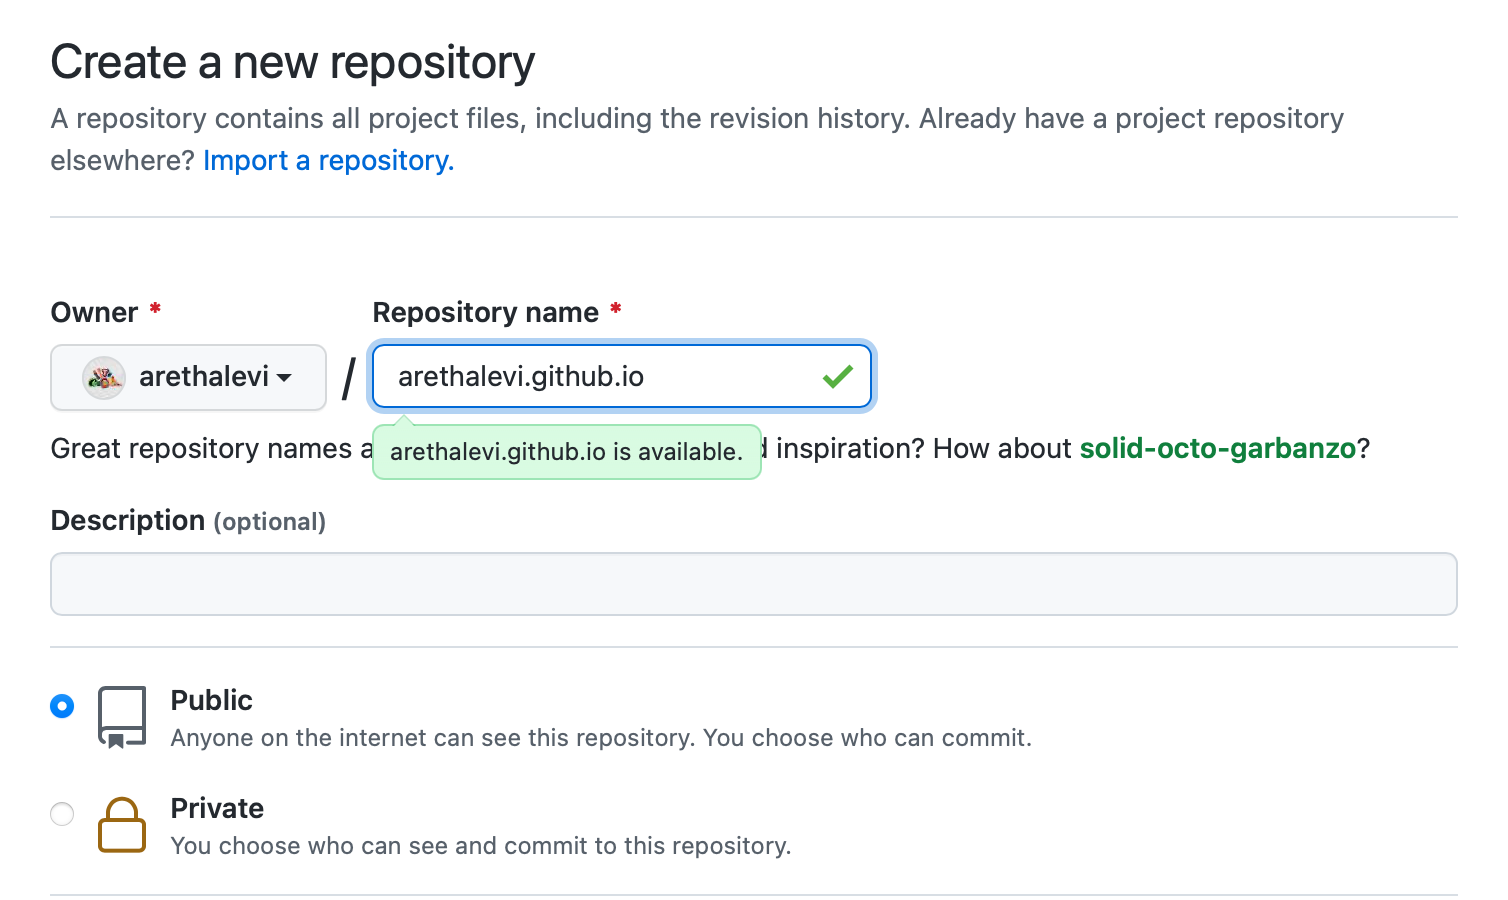 Create a new repository
A repository contains all project files, including the revision history. Already have a project repository
elsewhere? Import a repository.
Owner *
Repository name *
arethalevi
/
arethalevi.github.io
Great repository names a
arethalevi.github.io is available.
inspiration? How about solid-octo-garbanzo?
Description (optional)
Public
Anyone on the internet can see this repository. You choose who can commit.
Private
You choose who can see and commit to this repository.